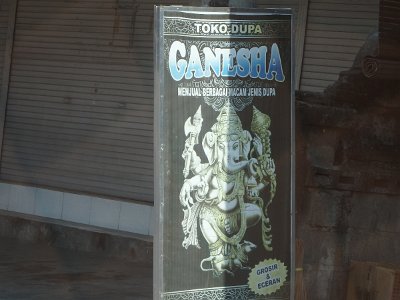 TOKO DUPA
GANESHA
MENJUAL BERBAGAI MACAM JENIS DUPA
GROSIR
&
ECERAN